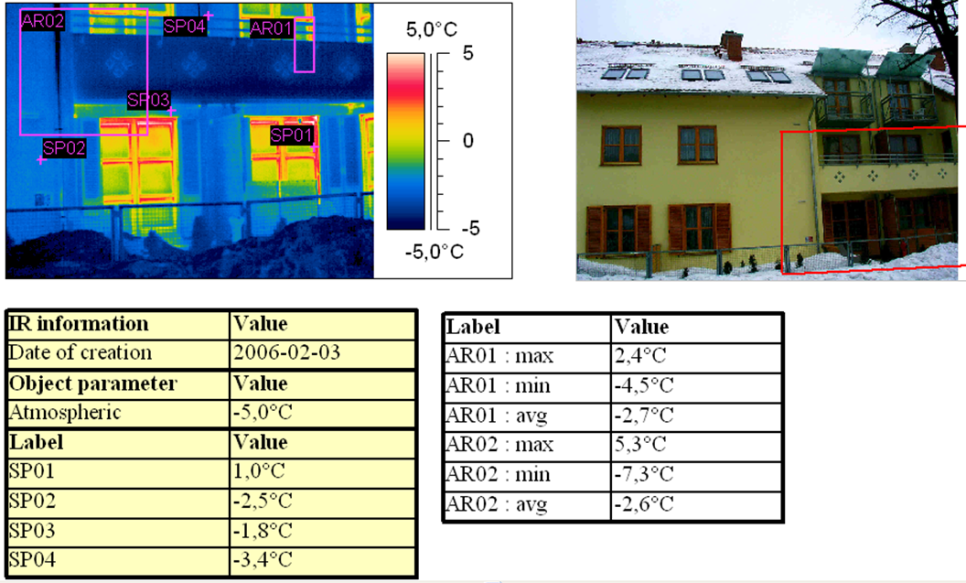 5,0°C
AR02
SP04
AR01
5
SP03
0
SP01
SP02
-5
-5,0°C
IR information Value
Date of creation 2006-02-03
Object parameter Value
Atmospheric -5,0°C
Label Value
SP01 1,0°C
SP02 -2,5°C
SP03 -1,8°C
SP04 -3,4°C
Label Value
AR01 : max 2,4°C
AR01 : min -4,5°C
AR01 : avg -2,7°C
AR02 : max 5,3°C
AR02 : min -7,3°C
AR02 : avg -2,6°C